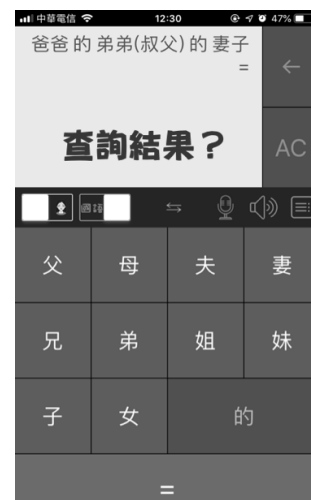 中華電信 12:30 47%
爸爸 的 弟弟(叔父) 的 妻子
=
AC
查詢結果？
父 母 夫 妻
兄 弟 姐 妹
子 女 的
=